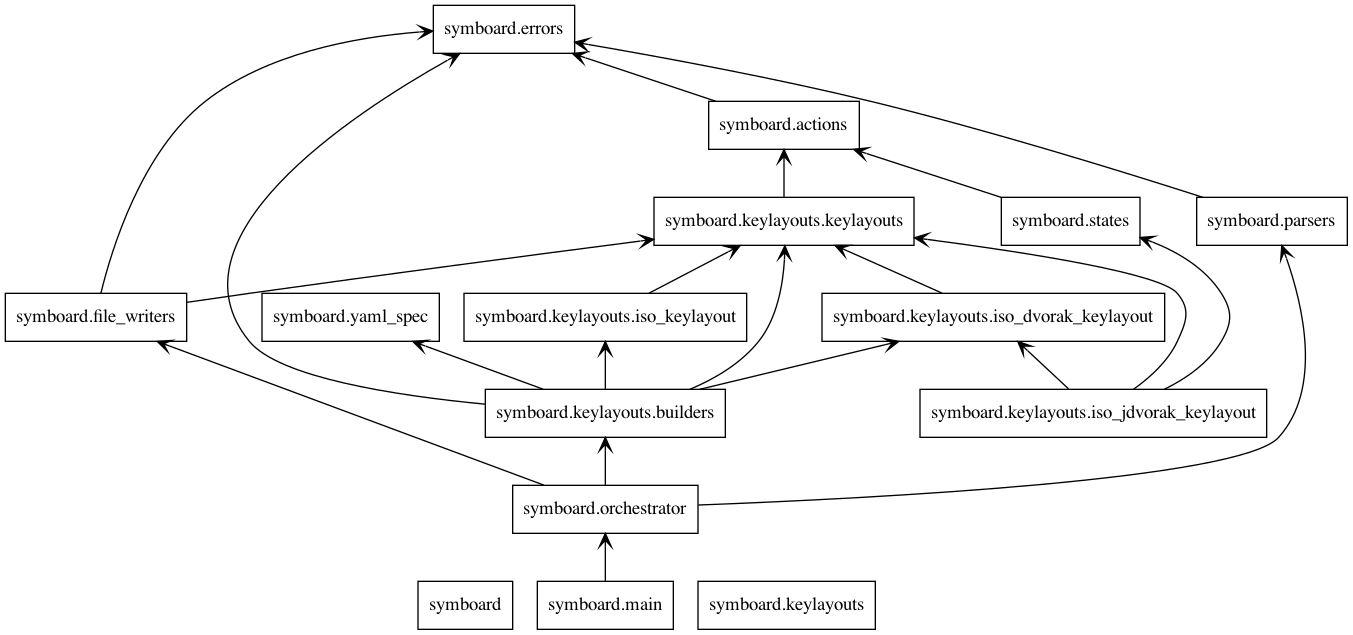 symboard.errors
symboard.actions
symboard.keylayouts.keylayouts
symboard.states
symboard.parsers
symboard.file_writers
symboard.yaml_spec
symboard.keylayouts.iso_keylayout
symboard.keylayouts.iso_dvorak_keylayout
symboard.keylayouts.builders
symboard.keylayouts.iso_jdvorak_keylayout
symboard.orchestrator
symboard
symboard.main
symboard.keylayouts